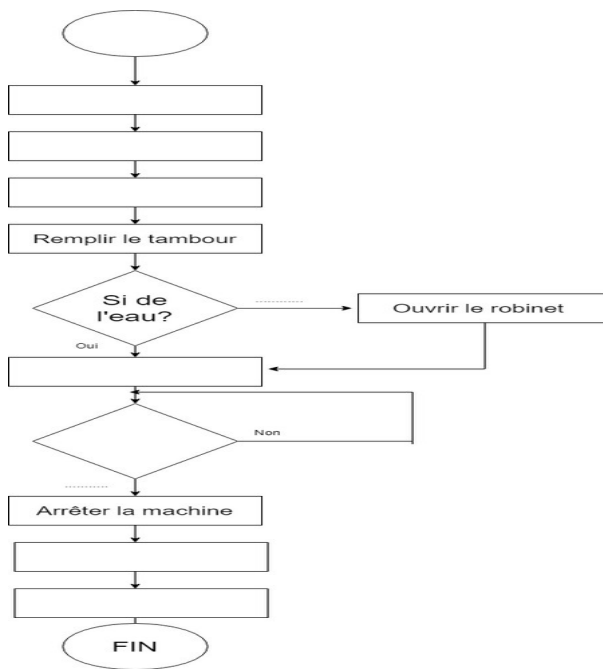 Remplir le tambour
Si de
l'eau?
Ouvrir le robinet
Oui
Non
Arrêter la machine
FIN